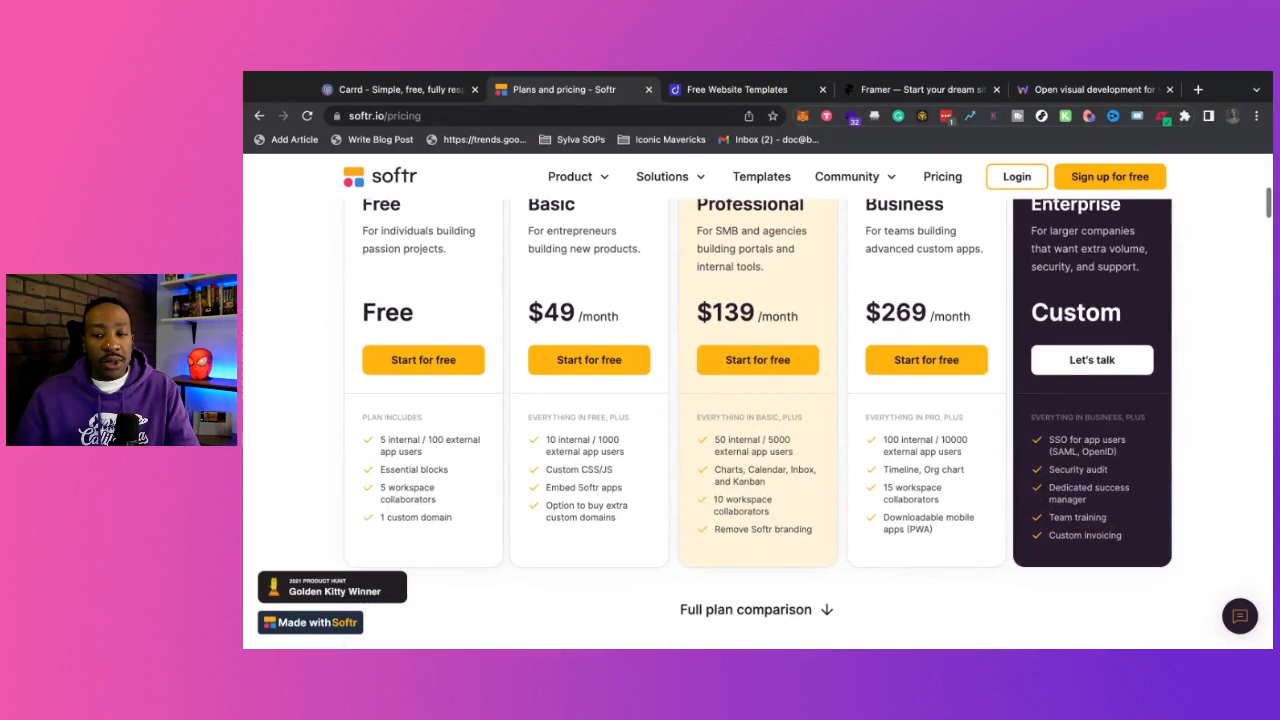 Carrd - Simple, free, fully resp
Plans and pricing - Softr
Free Website Templates
Framer — Start your dream sit
Open visual development for t
softr.io/pricing
32
1
Add Article
Write Blog Post
https://trends.goo...
Sylva SOPs
Iconic Mavericks
Inbox (2) - doc@b...
softr
Product
Solutions
Templates
Community
Pricing
Login
Sign up for free
Free
For individuals building
passion projects.
Free
Start for free
PLAN INCLUDES
5 internal / 100 external
app users
Essential blocks
5 workspace
collaborators
1 custom domain
Basic
For entrepreneurs
building new products.
$49 /month
Start for free
EVERYTHING IN FREE, PLUS
10 internal / 1000
external app users
Custom CSS/JS
Embed Softr apps
Option to buy extra
custom domains
Professional
For SMB and agencies
building portals and
internal tools.
$139 /month
Start for free
EVERYTHING IN BASIC, PLUS
50 internal / 5000
external app users
Charts, Calendar, Inbox,
and Kanban
10 workspace
collaborators
Remove Softr branding
Business
For teams building
advanced custom apps.
$269 /month
Start for free
EVERYTHING IN PRO, PLUS
100 internal / 10000
external app users
Timeline, Org chart
15 workspace
collaborators
Downloadable mobile
apps (PWA)
Enterprise
For larger companies
that want extra volume,
security, and support.
Custom
Let's talk
EVERYTING IN BUSINESS, PLUS
SSO for app users
(SAML, OpenID)
Security audit
Dedicated success
manager
Team training
Custom invoicing
2021 PRODUCT HUNT
Golden Kitty Winner
Made with Softr
Full plan comparison